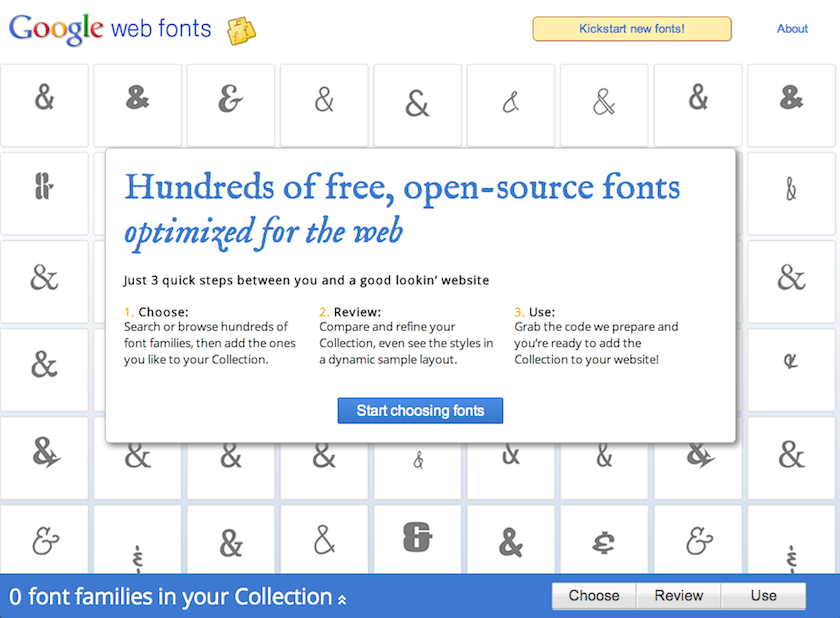 Google web fonts
Kickstart new fonts!
About
& & & & & & & & &
& &
& &
& &
& & & & & & & & &
& & & & & & & & &
Hundreds of free, open-source fonts
optimized for the web
Just 3 quick steps between you and a good lookin’ website
1. Choose:
Search or browse hundreds of
font families, then add the ones
you like to your Collection.
2. Review:
Compare and refine your
Collection, even see the styles in
a dynamic sample layout.
3. Use:
Grab the code we prepare and
you’re ready to add the
Collection to your website!
Start choosing fonts
0 font families in your Collection
Choose
Review
Use